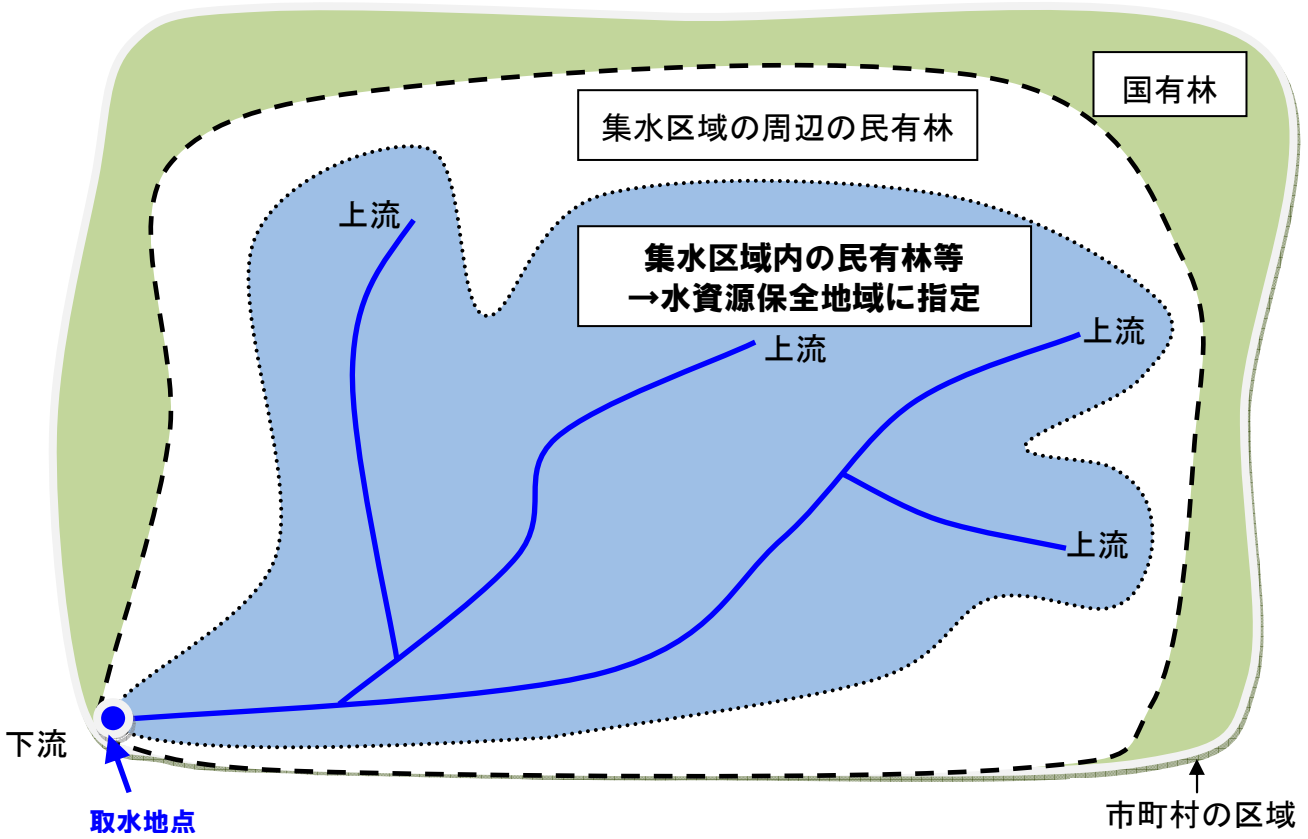 国有林
集水区域の周辺の民有林
上流
集水区域内の民有林等
→水資源保全地域に指定
上流
上流
上流
下流
取水地点
市町村の区域